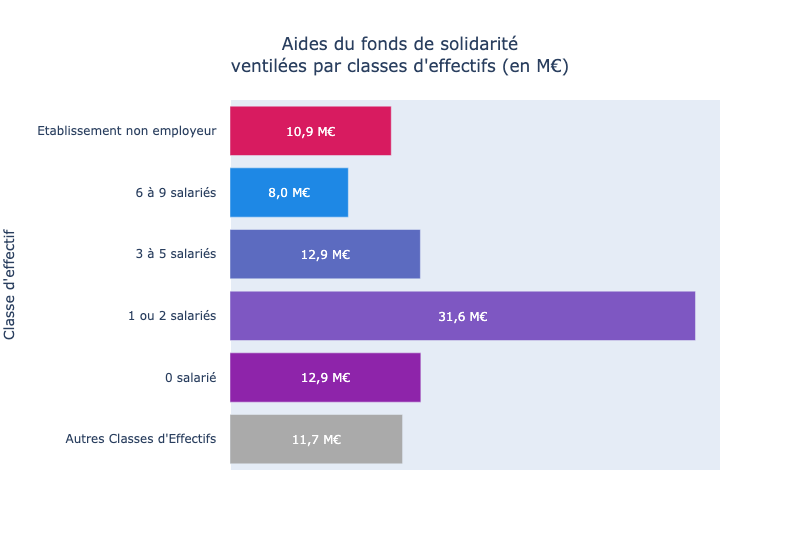 Aides du fonds de solidarité
ventilées par classes d'effectifs (en M€)
Classe d'effectif
Etablissement non employeur
10,9 M€
6 à 9 salariés
8,0 M€
3 à 5 salariés
12,9 M€
1 ou 2 salariés
31,6 M€
0 salarié
12,9 M€
Autres Classes d'Effectifs
11,7 M€